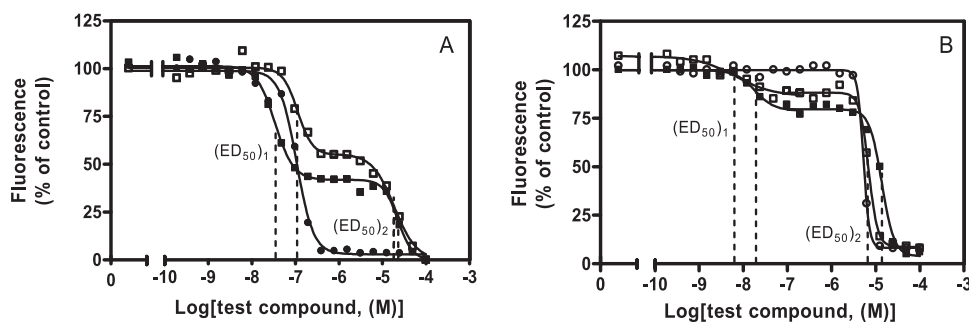 A
Fluorescence
(% of control)
125
100
75
50
25
0
(ED50)1
(ED50)2
0
-10
-9
-8
-7
-6
-5
-4
-3
Log[test compound, (M)]
B
Fluorescence
(% of control)
125
100
75
50
25
0
(ED50)1
(ED50)2
0
-10
-9
-8
-7
-6
-5
-4
-3
Log[test compound, (M)]